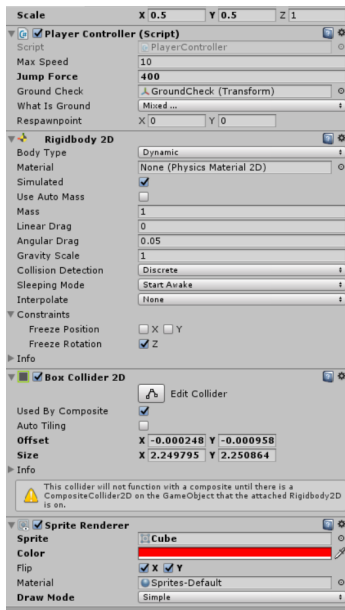 Scale X 0.5 Y 0.5 Z 1
Player Controller (Script)
Script PlayerController
Max Speed 10
Jump Force 400
Ground Check GroundCheck (Transform)
What Is Ground Mixed ...
Respawnpoint X 0 Y 0
Rigidbody 2D
Body Type Dynamic
Material None (Physics Material 2D)
Simulated
Use Auto Mass
Mass 1
Linear Drag 0
Angular Drag 0.05
Gravity Scale 1
Collision Detection Discrete
Sleeping Mode Start Awake
Interpolate None
Constraints
Freeze Position X Y
Freeze Rotation Z
Info
Box Collider 2D
Edit Collider
Used By Composite
Auto Tiling
Offset X -0.000248 Y -0.000958
Size X 2.249795 Y 2.250864
Info
This collider will not function with a composite until there is a
CompositeCollider2D on the GameObject that the attached Rigidbody2D
is on.
Sprite Renderer
Sprite Cube
Color
Flip X Y
Material Sprites-Default
Draw Mode Simple